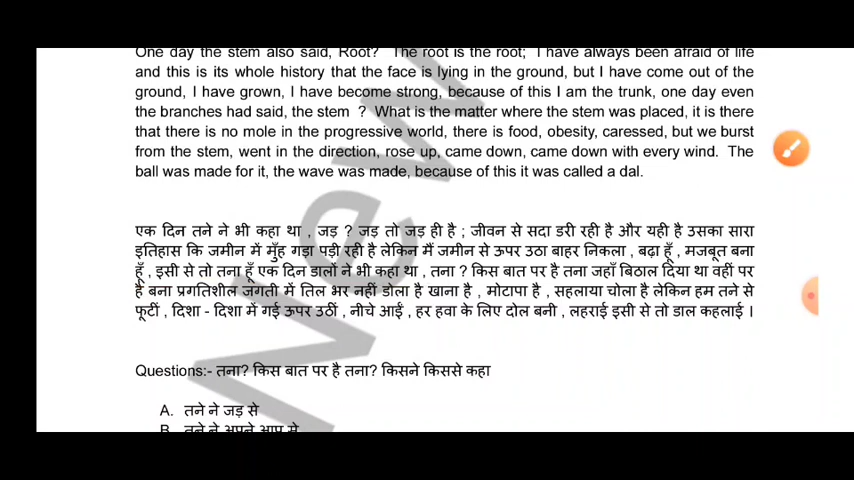 One day the stem also said, Root? The root is the root; I have always been afraid of life
and this is its whole history that the face is lying in the ground, but I have come out of the
ground, I have grown, I have become strong, because of this I am the trunk, one day even
the branches had said, the stem ? What is the matter where the stem was placed, it is there
that there is no mole in the progressive world, there is food, obesity, caressed, but we burst
from the stem, went in the direction, rose up, came down, came down with every wind. The
ball was made for it, the wave was made, because of this it was called a dal.
एक दिन तने ने भी कहा था , जड़ ? जड़ तो जड़ ही है ; जीवन से सदा डरी रही है और यही है उसका सारा
इतिहास कि जमीन में मुँह गड़ा पड़ी रही है लेकिन मैं जमीन से ऊपर उठा बाहर निकला , बढ़ा हूँ , मजबूत बना
हूँ , इसी से तो तना हूँ एक दिन डालों ने भी कहा था , तना ? किस बात पर है तना जहाँ बिठाल दिया था वहीं पर
है बना प्रगतिशील जगती में तिल भर नहीं डोला है खाना है , मोटापा है , सहलाया चोला है लेकिन हम तने से
फूटीं , दिशा - दिशा में गई ऊपर उठीं , नीचे आईं , हर हवा के लिए दोल बनी , लहराई इसी से तो डाल कहलाई ।
Questions:- तना? किस बात पर है तना? किसने किससे कहा
A. तने ने जड़ से
B. तने ने अपने आप से
New